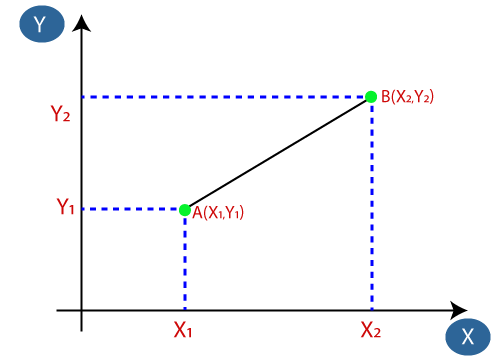 Y
Y₂
B(X₂,Y₂)
Y₁
A(X₁,Y₁)
X₁
X₂
X